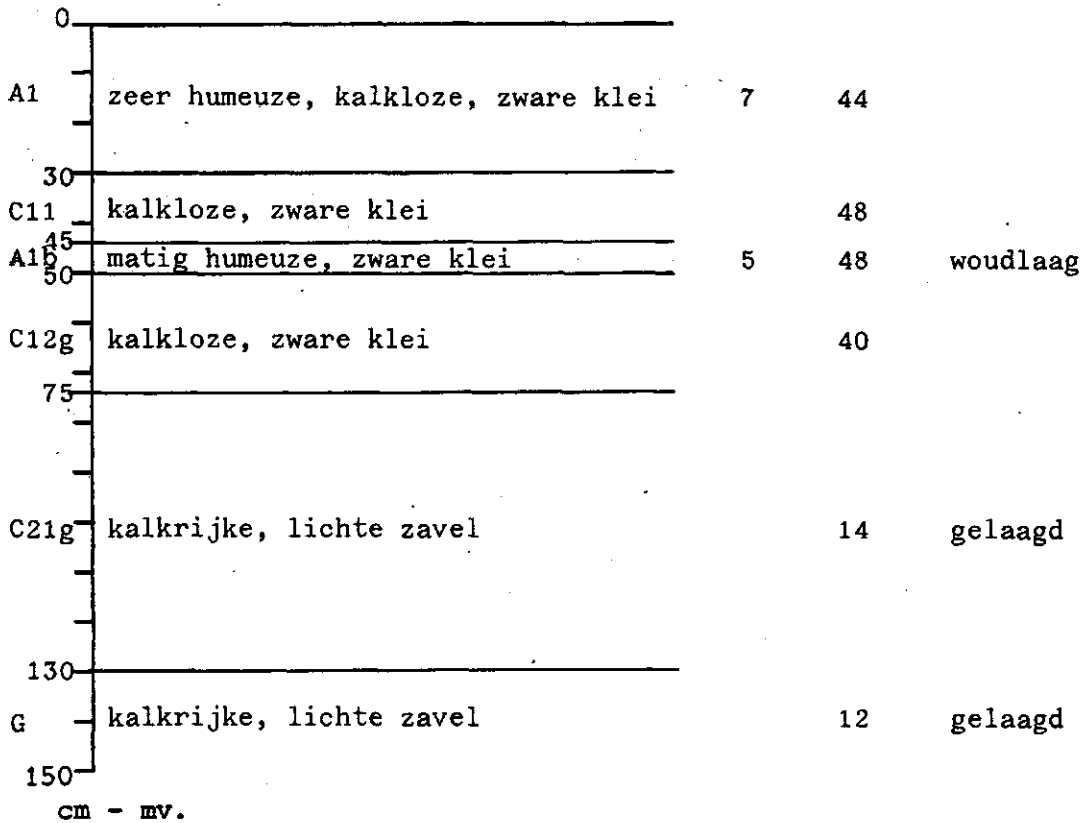 0
A1 zeer humeuze, kalkloze, zware klei 7 44
30
C11 kalkloze, zware klei 48
45
A1b matig humeuze, zware klei 5 48 woudlaag
50
C12g kalkloze, zware klei 40
75
C21g kalkrijke, lichte zavel 14 gelaagd
130
G kalkrijke, lichte zavel 12 gelaagd
150
cm - mv.